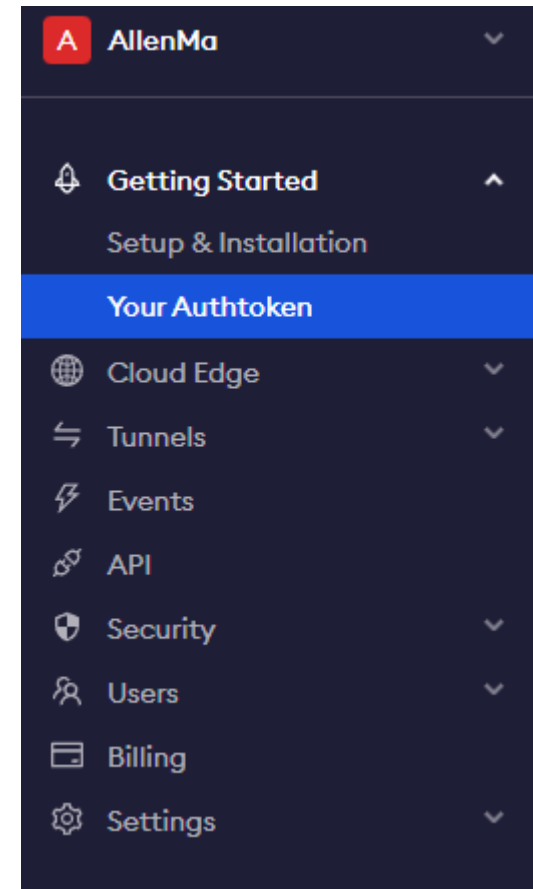 A AllenMa
Getting Started
Setup & Installation
Your Authtoken
Cloud Edge
Tunnels
Events
API
Security
Users
Billing
Settings